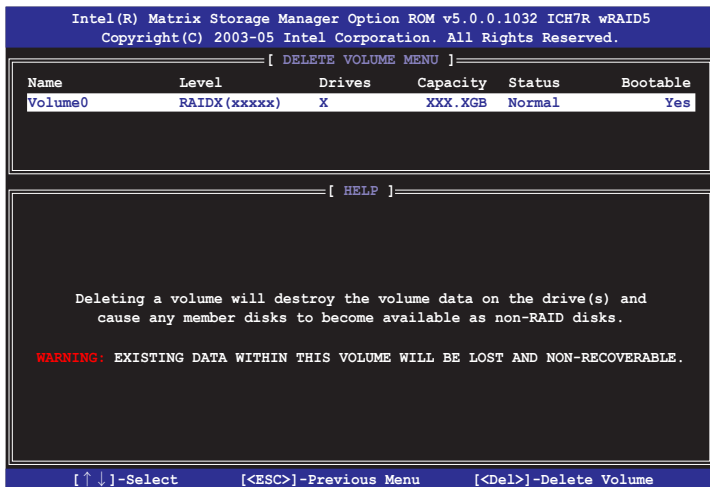 Intel(R) Matrix Storage Manager Option ROM v5.0.0.1032 ICH7R wRAID5
Copyright(C) 2003-05 Intel Corporation. All Rights Reserved.
[ DELETE VOLUME MENU ]
Name Level Drives Capacity Status Bootable
Volume0 RAIDX(xxxxx) X XXX.XGB Normal Yes
[ HELP ]
Deleting a volume will destroy the volume data on the drive(s) and
cause any member disks to become available as non-RAID disks.
WARNING: EXISTING DATA WITHIN THIS VOLUME WILL BE LOST AND NON-RECOVERABLE.
[↑↓]-Select [<ESC>]-Previous Menu [<Del>]-Delete Volume